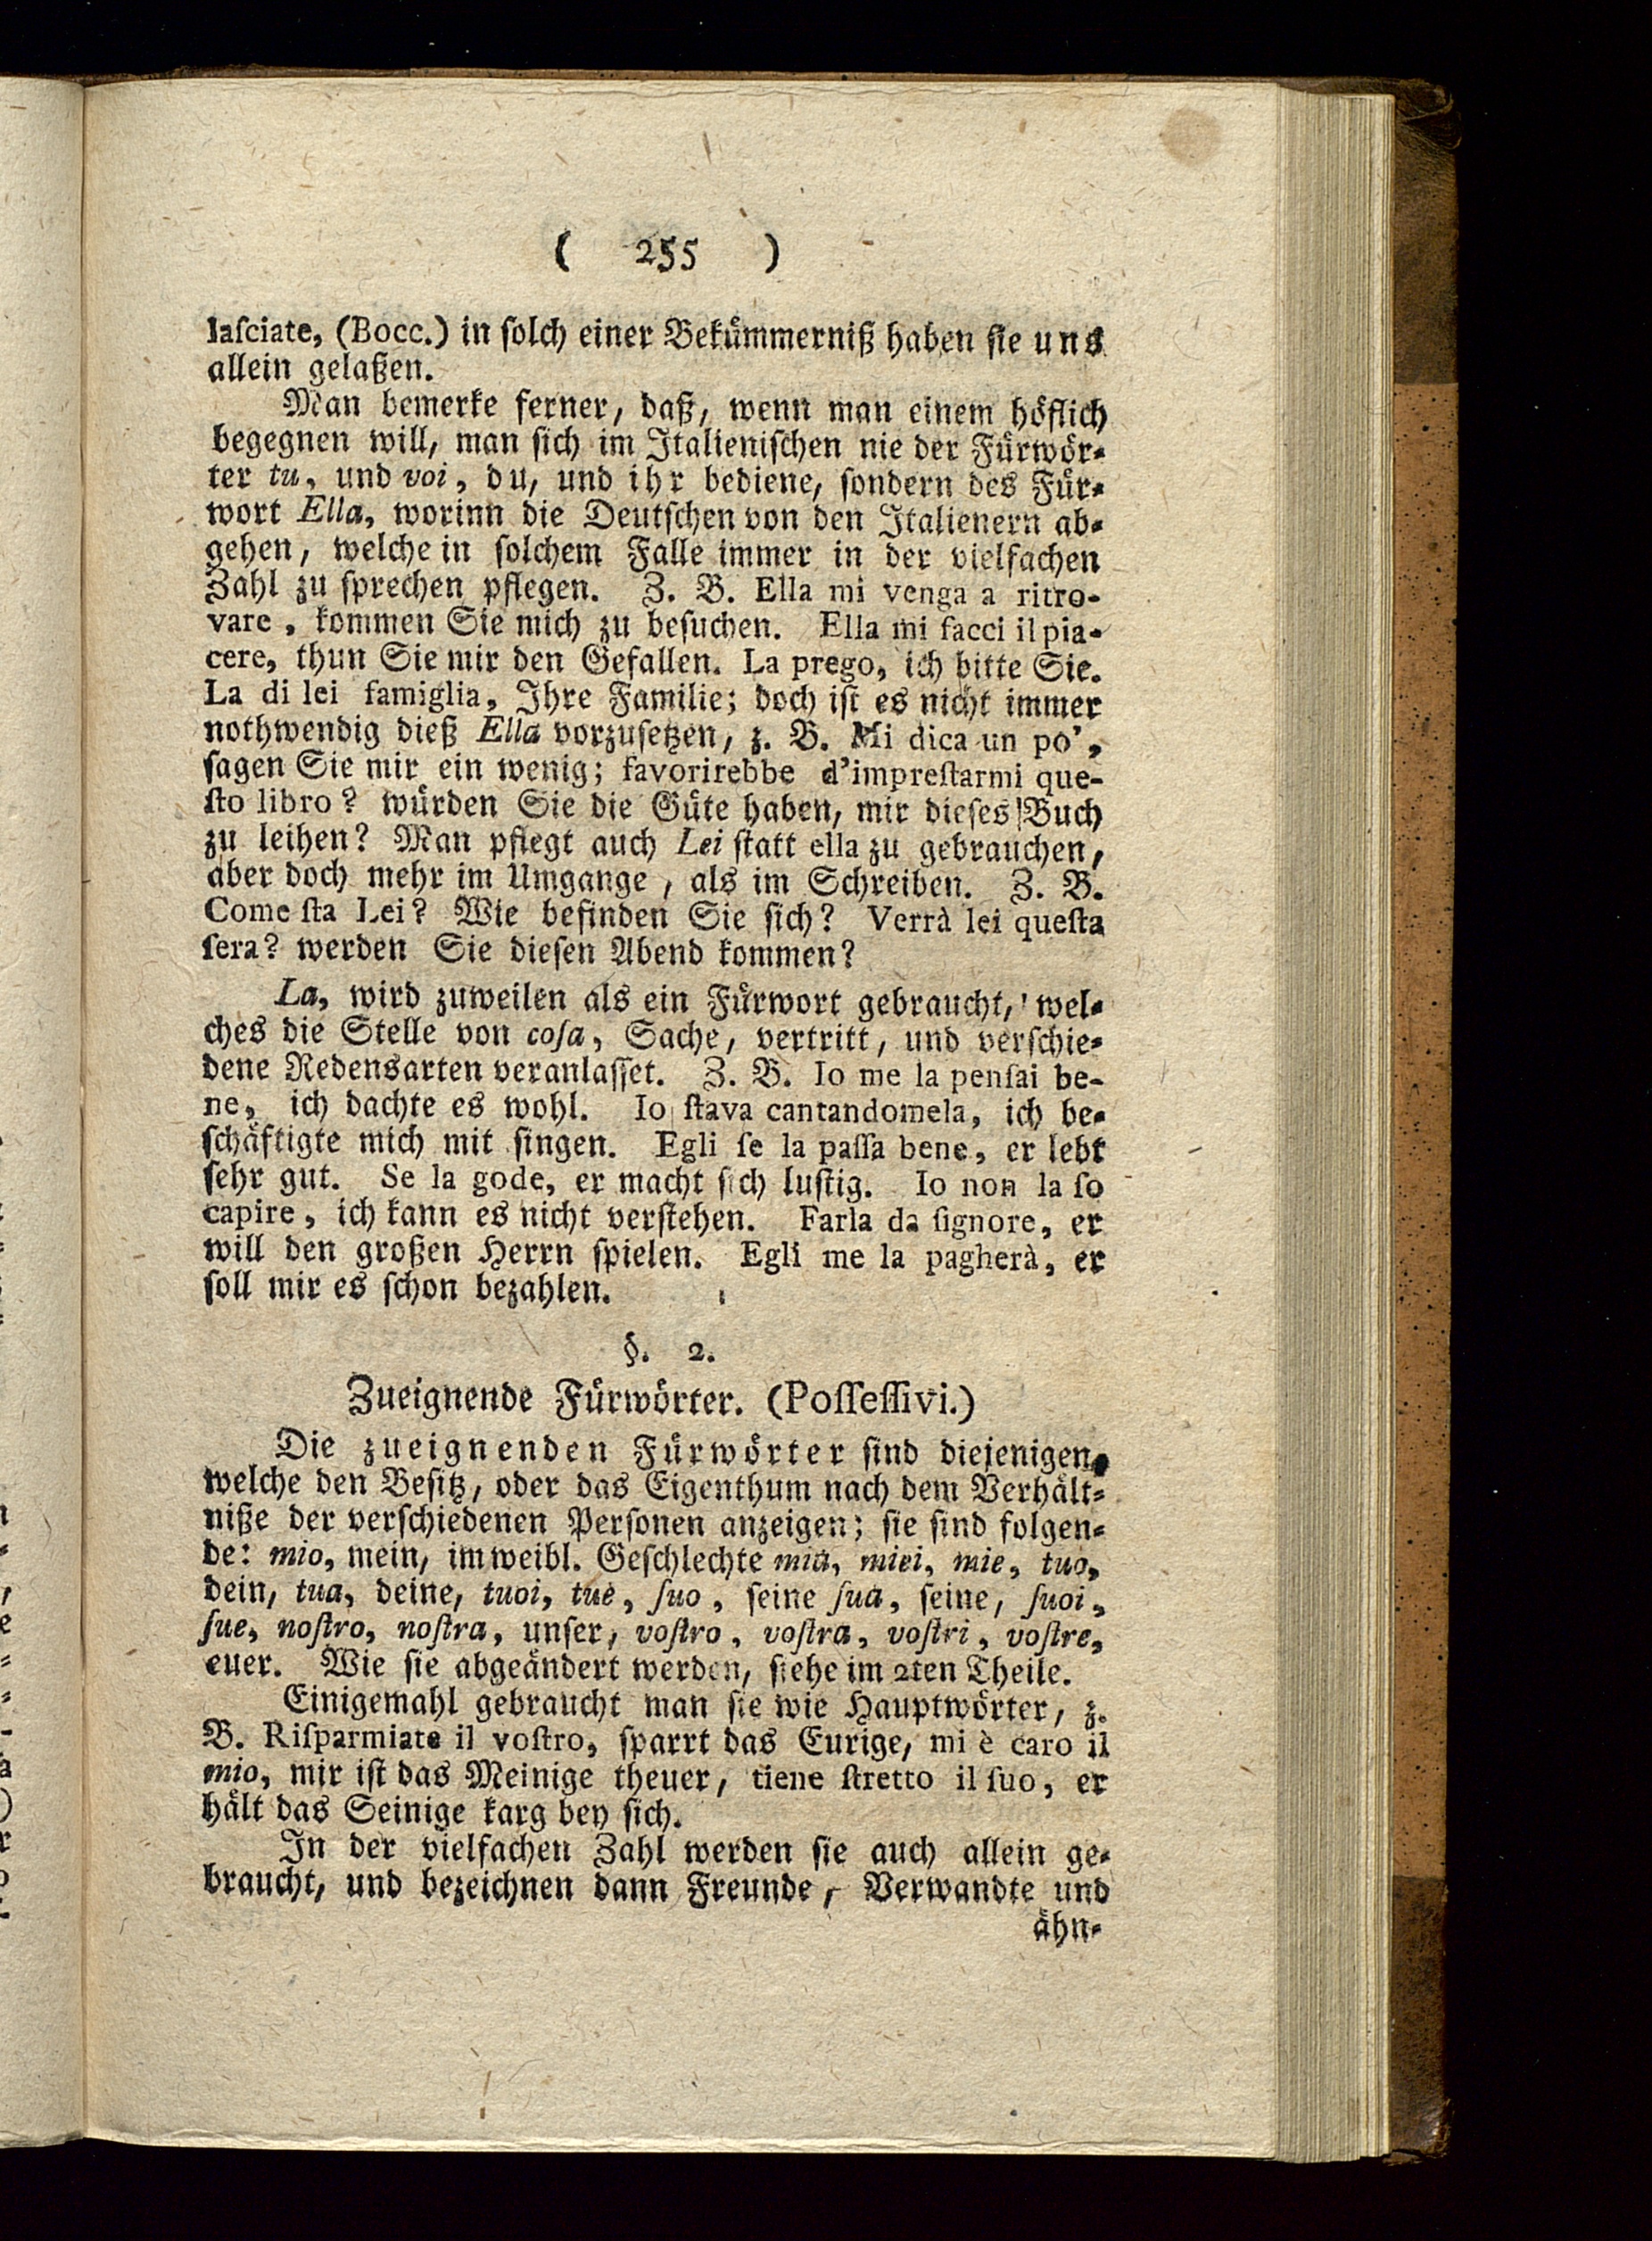 ( 255 )
laſciate, (Bocc.) in ſolch einer Bekümmerniß haben ſie uns
allein gelaßen.
Man bemerke ferner, daß, wenn man einem höflich
begegnen will, man ſich im Italieniſchen nie der Fürwör-
ter tu, und voi, du, und ihr bediene, ſondern des Für-
wort Ella, worinn die Deutſchen von den Italienern ab-
gehen, welche in ſolchem Falle immer in der vielfachen
Zahl zu ſprechen pflegen. Z. B. Ella mi venga a ritro-
vare, kommen Sie mich zu beſuchen. Ella mi facci il pia-
cere, thun Sie mir den Gefallen. La prego, ich bitte Sie.
La di lei famiglia, Ihre Familie; doch iſt es nicht immer
nothwendig dieß Ella vorzuſetzen, z. B. Mi dica un po',
ſagen Sie mir ein wenig; favorirebbe d'impreſtarmi que-
ſto libro? würden Sie die Güte haben, mir dieſes Buch
zu leihen? Man pflegt auch Lei ſtatt ella zu gebrauchen,
aber doch mehr im Umgange, als im Schreiben. Z. B.
Come ſta Lei? Wie befinden Sie ſich? Verrà lei queſta
ſera? werden Sie dieſen Abend kommen?
La, wird zuweilen als ein Fürwort gebraucht, wel-
ches die Stelle von coſa, Sache, vertritt, und verſchie-
dene Redensarten veranlaſſet. Z. B. Io me la penſai be-
ne, ich dachte es wohl. Io ſtava cantandomela, ich be-
ſchäftigte mich mit ſingen. Egli ſe la paſſa bene, er lebt
ſehr gut. Se la gode, er macht ſich luſtig. Io non la ſo
capire, ich kann es nicht verſtehen. Farla da ſignore, er
will den großen Herrn ſpielen. Egli me la pagherà, er
ſoll mir es ſchon bezahlen.
§. 2.
Zueignende Fürwörter. (Poſſeſſivi.)
Die zueignenden Fürwörter ſind diejenigen,
welche den Beſitz, oder das Eigenthum nach dem Verhält-
niße der verſchiedenen Perſonen anzeigen; ſie ſind folgen-
de: mio, mein, im weibl. Geſchlechte mia, miei, mie, tuo,
dein, tua, deine, tuoi, tue, ſuo, ſeine ſua, ſeine, ſuoi,
ſue, noſtro, noſtra, unſer, voſtro, voſtra, voſtri, voſtre,
euer. Wie ſie abgeändert werden, ſiehe im 2ten Theile.
Einigemahl gebraucht man ſie wie Hauptwörter, z.
B. Riſparmiate il voſtro, ſparrt das Eurige, mi è caro il
mio, mir iſt das Meinige theuer, tiene ſtretto il ſuo, er
hält das Seinige karg bey ſich.
In der vielfachen Zahl werden ſie auch allein ge-
braucht, und bezeichnen dann Freunde, Verwandte und
ähn-